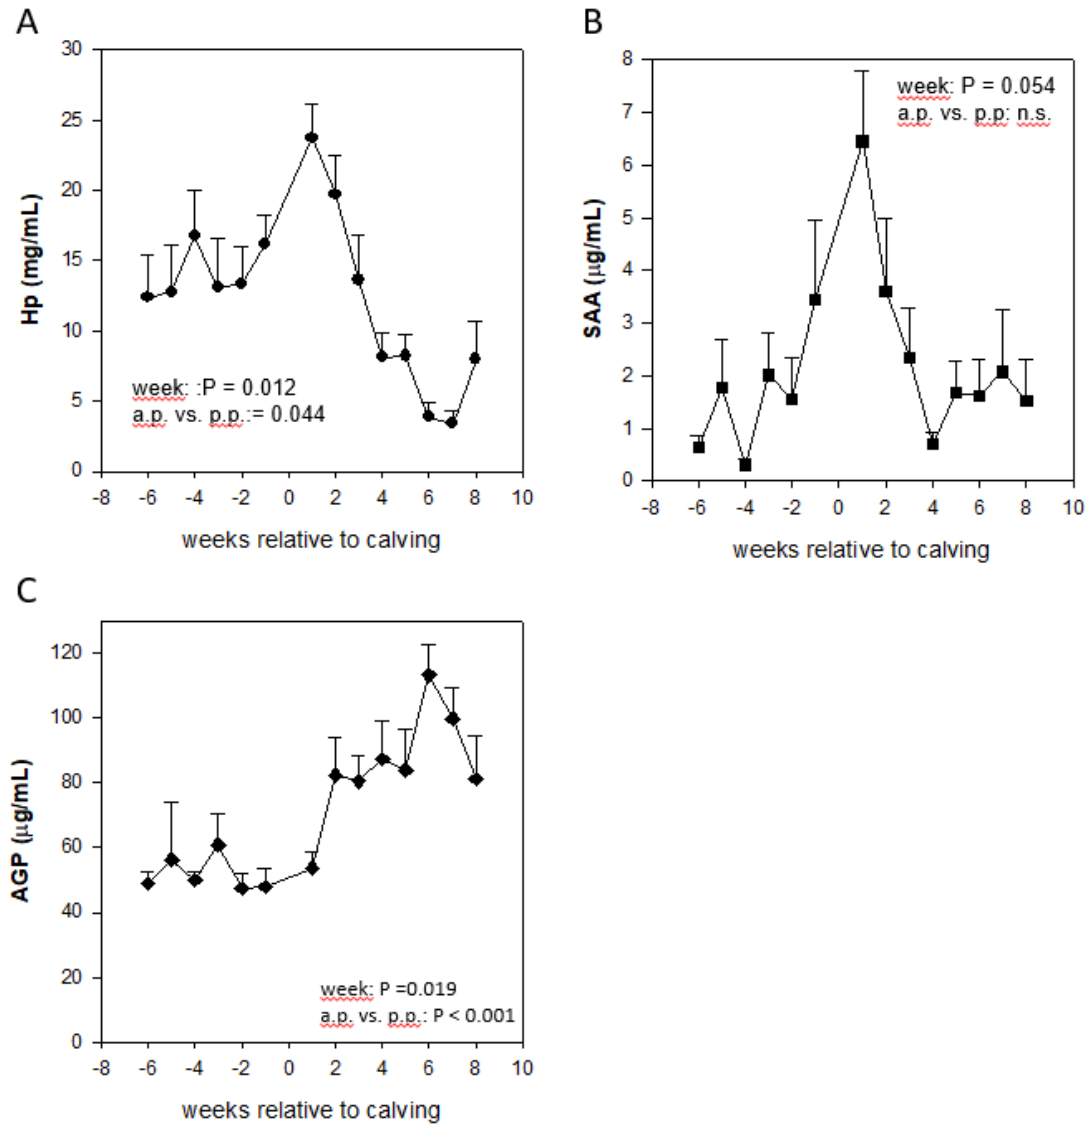 A
30
25
20
15
10
5
0
Hp (mg/mL)
week: :P = 0.012
a.p. vs. p.p.:= 0.044
-8 -6 -4 -2 0 2 4 6 8 10
weeks relative to calving
B
8
7
6
5
4
3
2
1
0
SAA (µg/mL)
week: P = 0.054
a.p. vs. p.p: n.s.
-8 -6 -4 -2 0 2 4 6 8 10
weeks relative to calving
C
120
100
80
60
40
20
0
AGP (µg/mL)
week: P =0.019
a.p. vs. p.p.: P < 0.001
-8 -6 -4 -2 0 2 4 6 8 10
weeks relative to calving